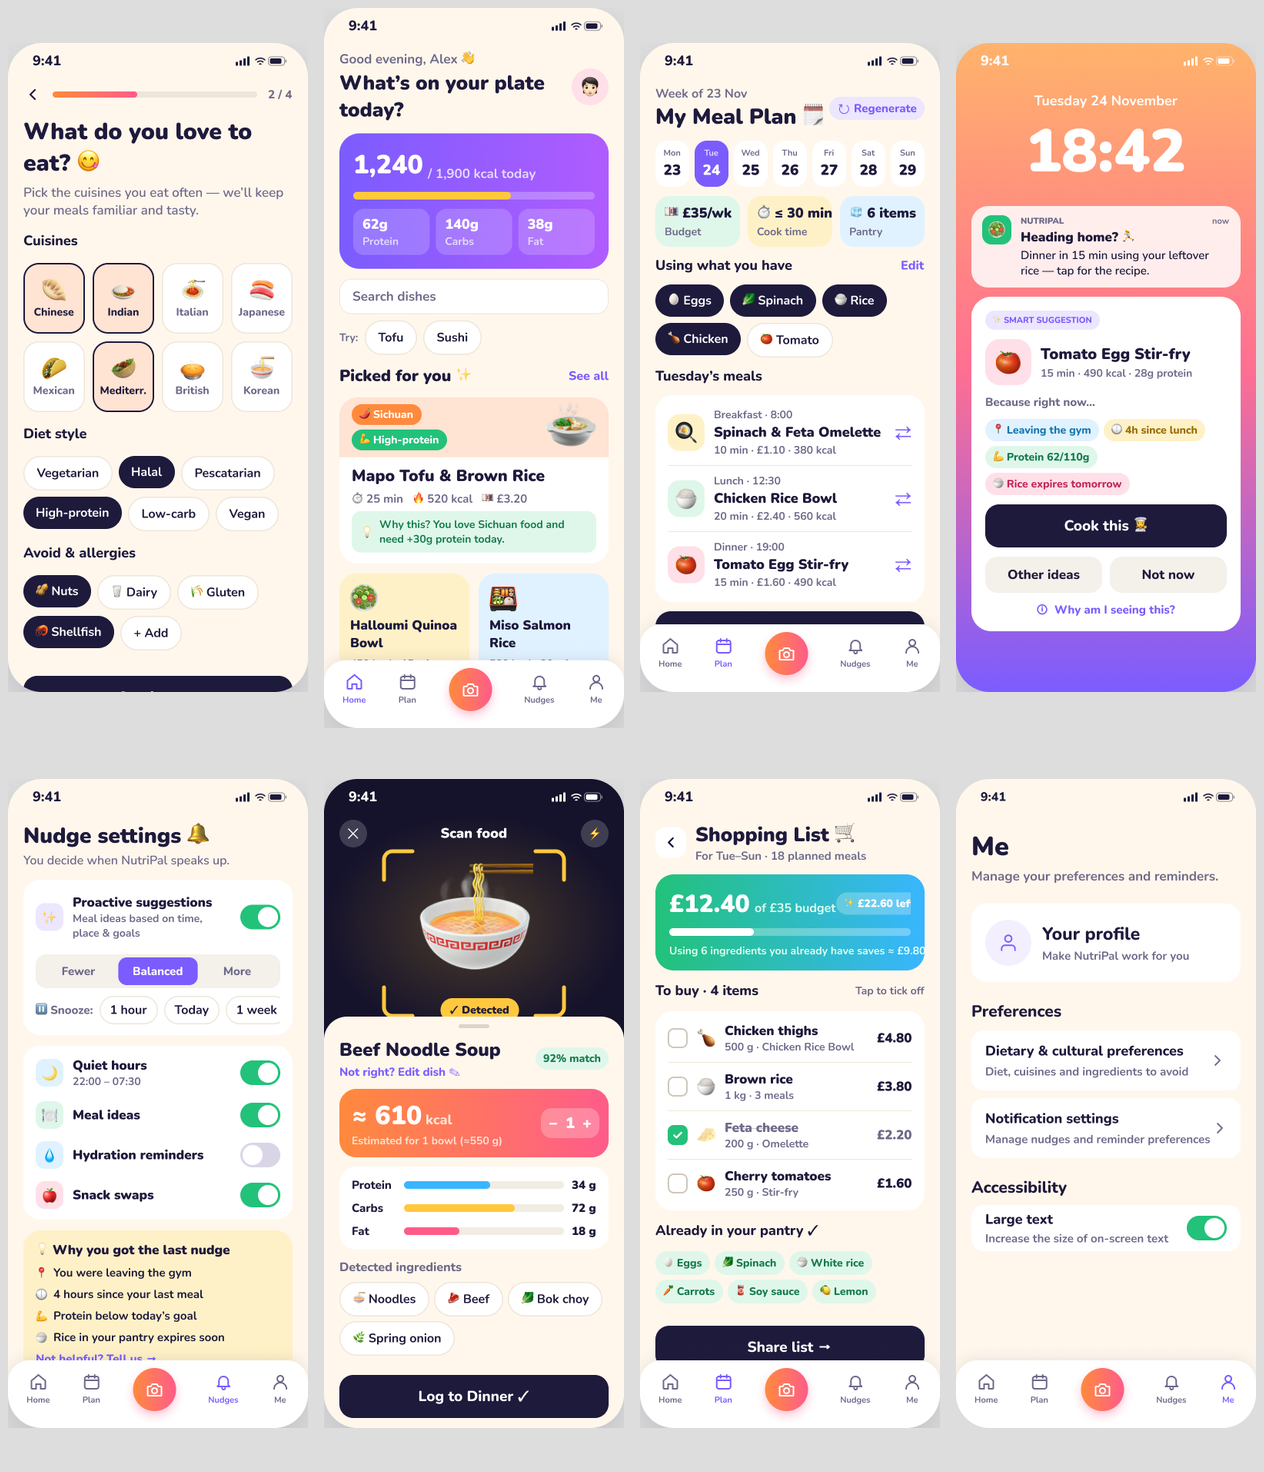 9:41
2 / 4
What do you love to
eat? 😋
Pick the cuisines you eat often — we'll keep
your meals familiar and tasty.
Cuisines
Chinese
Indian
Italian
Japanese
Mexican
Mediterr.
British
Korean
Diet style
Vegetarian
Halal
Pescatarian
High-protein
Low-carb
Vegan
Avoid & allergies
Nuts
Dairy
Gluten
Shellfish
+ Add
9:41
Good evening, Alex 👋
What's on your plate
today?
1,240 / 1,900 kcal today
62g
Protein
140g
Carbs
38g
Fat
Search dishes
Try:
Tofu
Sushi
Picked for you ✨
See all
🌶️ Sichuan
💪 High-protein
Mapo Tofu & Brown Rice
⏱️ 25 min 🔥 520 kcal 💷 £3.20
Why this? You love Sichuan food and
need +30g protein today.
Halloumi Quinoa
Bowl
Miso Salmon
Rice
Home
Plan
Nudges
Me
9:41
Week of 23 Nov
My Meal Plan 🗓️
Regenerate
Mon
23
Tue
24
Wed
25
Thu
26
Fri
27
Sat
28
Sun
29
£35/wk
Budget
≤ 30 min
Cook time
6 items
Pantry
Using what you have
Edit
Eggs
Spinach
Rice
Chicken
Tomato
Tuesday's meals
Breakfast · 8:00
Spinach & Feta Omelette
10 min · £1.10 · 380 kcal
Lunch · 12:30
Chicken Rice Bowl
20 min · £2.40 · 560 kcal
Dinner · 19:00
Tomato Egg Stir-fry
15 min · £1.60 · 490 kcal
Home
Plan
Nudges
Me
9:41
Tuesday 24 November
18:42
NUTRIPAL
now
Heading home? 🏃
Dinner in 15 min using your leftover
rice — tap for the recipe.
✨ SMART SUGGESTION
Tomato Egg Stir-fry
15 min · 490 kcal · 28g protein
Because right now...
📍 Leaving the gym
4h since lunch
💪 Protein 62/110g
🍚 Rice expires tomorrow
Cook this
Other ideas
Not now
Why am I seeing this?
9:41
Nudge settings 🔔
You decide when NutriPal speaks up.
Proactive suggestions
Meal ideas based on time,
place & goals
Fewer
Balanced
More
Snooze:
1 hour
Today
1 week
Quiet hours
22:00 – 07:30
Meal ideas
Hydration reminders
Snack swaps
💡 Why you got the last nudge
📍 You were leaving the gym
4 hours since your last meal
💪 Protein below today's goal
🍚 Rice in your pantry expires soon
Not helpful? Tell us →
Home
Plan
Nudges
Me
9:41
Scan food
✓ Detected
Beef Noodle Soup
92% match
Not right? Edit dish ✎
≈ 610 kcal
Estimated for 1 bowl (≈550 g)
− 1 +
Protein
34 g
Carbs
72 g
Fat
18 g
Detected ingredients
Noodles
Beef
Bok choy
Spring onion
Log to Dinner ✓
9:41
Shopping List 🛒
For Tue–Sun · 18 planned meals
£12.40 of £35 budget
✨ £22.60 lef
Using 6 ingredients you already have saves ≈ £9.80
To buy · 4 items
Tap to tick off
Chicken thighs
500 g · Chicken Rice Bowl
£4.80
Brown rice
1 kg · 3 meals
£3.80
Feta cheese
200 g · Omelette
£2.20
Cherry tomatoes
250 g · Stir-fry
£1.60
Already in your pantry ✓
Eggs
Spinach
White rice
Carrots
Soy sauce
Lemon
Share list →
Home
Plan
Nudges
Me
9:41
Me
Manage your preferences and reminders.
Your profile
Make NutriPal work for you
Preferences
Dietary & cultural preferences
Diet, cuisines and ingredients to avoid
Notification settings
Manage nudges and reminder preferences
Accessibility
Large text
Increase the size of on-screen text
Home
Plan
Nudges
Me